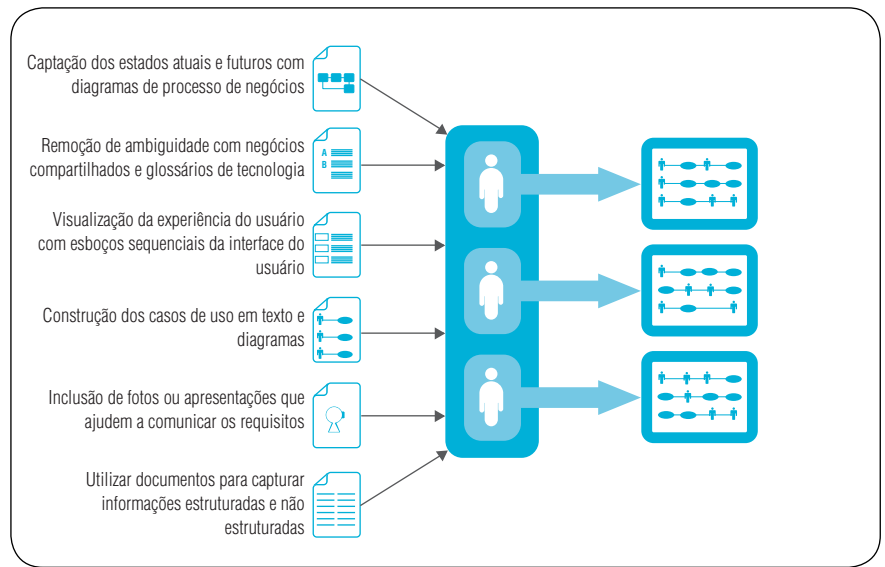 Captação dos estados atuais e futuros com
diagramas de processo de negócios
Remoção de ambiguidade com negócios
compartilhados e glossários de tecnologia
A
B
Visualização da experiência do usuário
com esboços sequenciais da interface do
usuário
Construção dos casos de uso em texto e
diagramas
Inclusão de fotos ou apresentações que
ajudem a comunicar os requisitos
Utilizar documentos para capturar
informações estruturadas e não
estruturadas